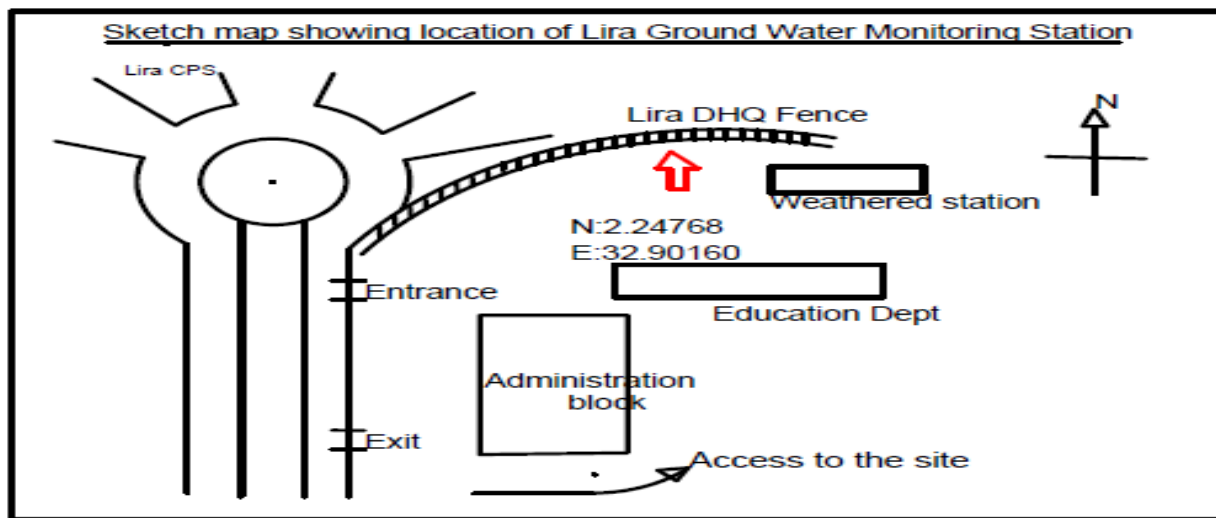 Sketch map showing location of Lira Ground Water Monitoring Station
Lira CPS
Lira DHQ Fence
N
Weathered station
N:2.24768
E:32.90160
Entrance
Education Dept
Administration
block
Exit
Access to the site